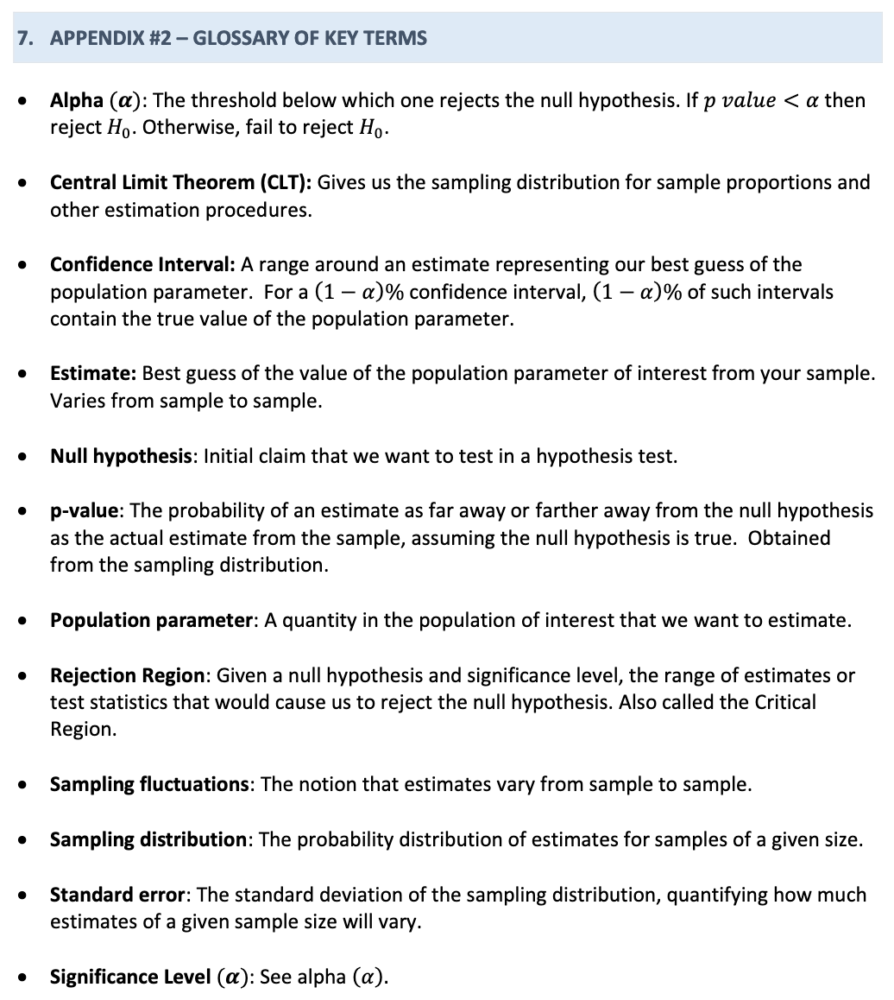 7. APPENDIX #2 – GLOSSARY OF KEY TERMS
• Alpha (α): The threshold below which one rejects the null hypothesis. If p value < α then
reject H₀. Otherwise, fail to reject H₀.
• Central Limit Theorem (CLT): Gives us the sampling distribution for sample proportions and
other estimation procedures.
• Confidence Interval: A range around an estimate representing our best guess of the
population parameter.  For a (1 − α)% confidence interval, (1 − α)% of such intervals
contain the true value of the population parameter.
• Estimate: Best guess of the value of the population parameter of interest from your sample.
Varies from sample to sample.
• Null hypothesis: Initial claim that we want to test in a hypothesis test.
• p-value: The probability of an estimate as far away or farther away from the null hypothesis
as the actual estimate from the sample, assuming the null hypothesis is true.  Obtained
from the sampling distribution.
• Population parameter: A quantity in the population of interest that we want to estimate.
• Rejection Region: Given a null hypothesis and significance level, the range of estimates or
test statistics that would cause us to reject the null hypothesis. Also called the Critical
Region.
• Sampling fluctuations: The notion that estimates vary from sample to sample.
• Sampling distribution: The probability distribution of estimates for samples of a given size.
• Standard error: The standard deviation of the sampling distribution, quantifying how much
estimates of a given sample size will vary.
• Significance Level (α): See alpha (α).